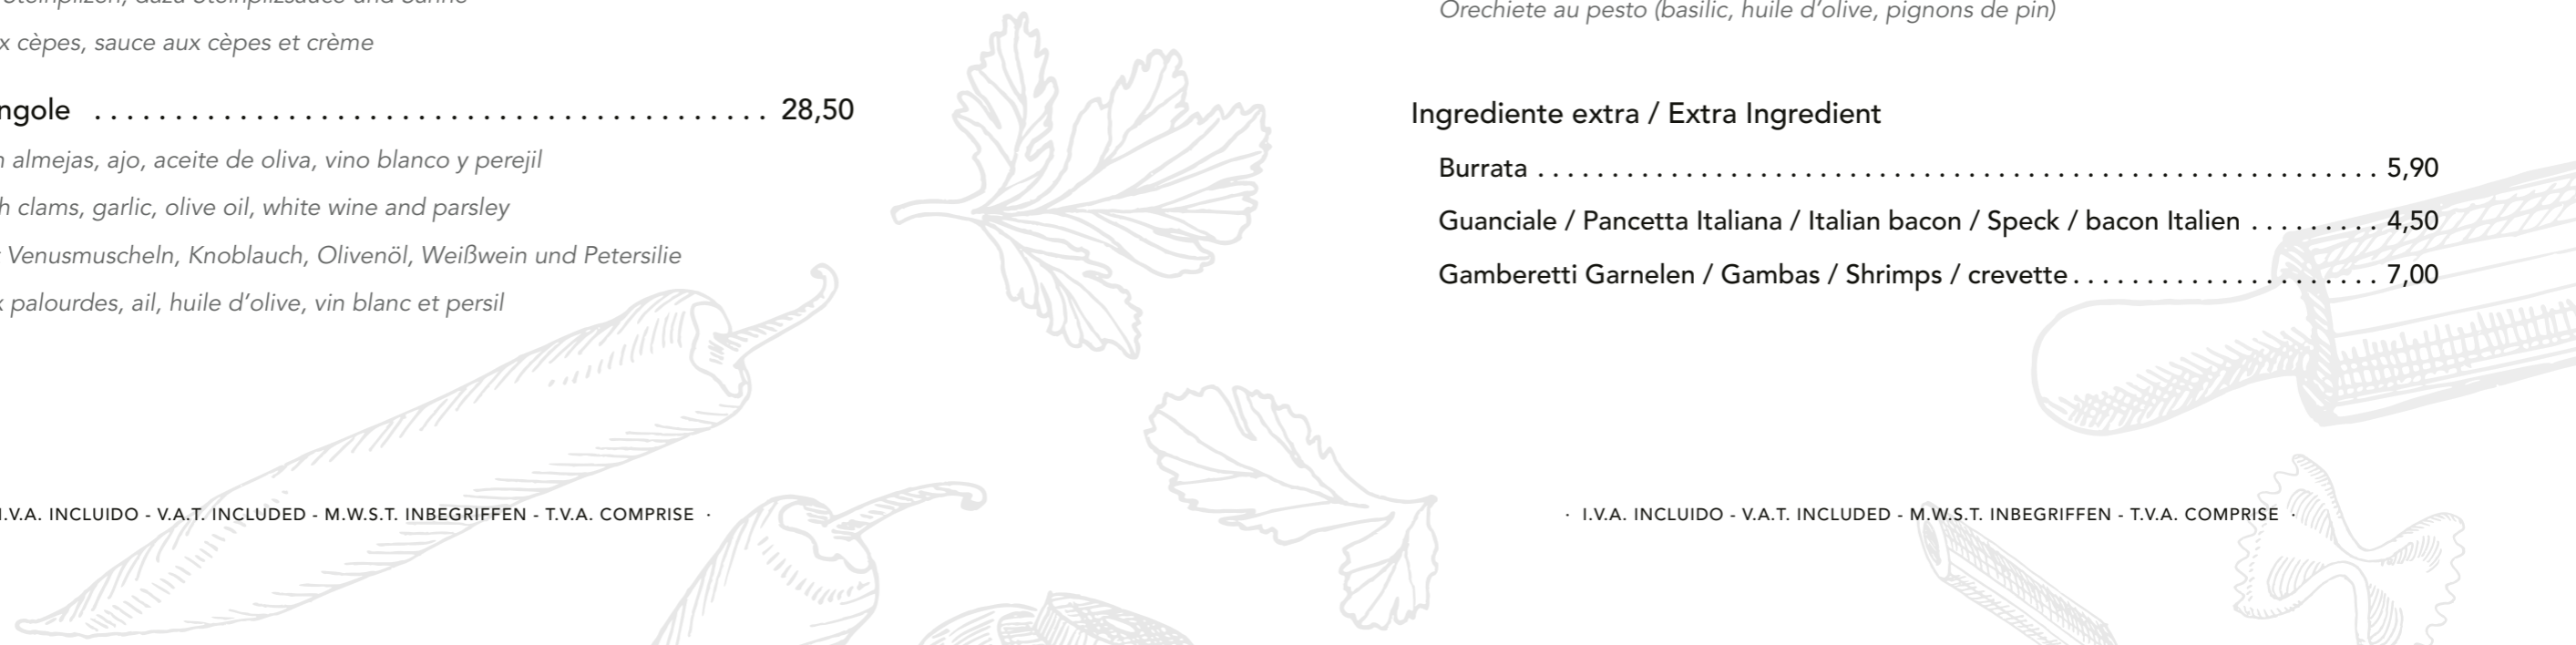 x cèpes, sauce aux cèpes et crème
ngole ........................................ 28,50
almejas, ajo, aceite de oliva, vino blanco y perejil
h clams, garlic, olive oil, white wine and parsley
Venusmuscheln, Knoblauch, Olivenöl, Weißwein und Petersilie
x palourdes, ail, huile d’olive, vin blanc et persil
I.V.A. INCLUIDO - V.A.T. INCLUDED - M.W.S.T. INBEGRIFFEN - T.V.A. COMPRISE ·
Orechiete au pesto (basilic, huile d’olive, pignons de pin)
Ingrediente extra / Extra Ingredient
Burrata ........................................ 5,90
Guanciale / Pancetta Italiana / Italian bacon / Speck / bacon Italien ......... 4,50
Gamberetti Garnelen / Gambas / Shrimps / crevette..................... 7,00
· I.V.A. INCLUIDO - V.A.T. INCLUDED - M.W.S.T. INBEGRIFFEN - T.V.A. COMPRISE ·